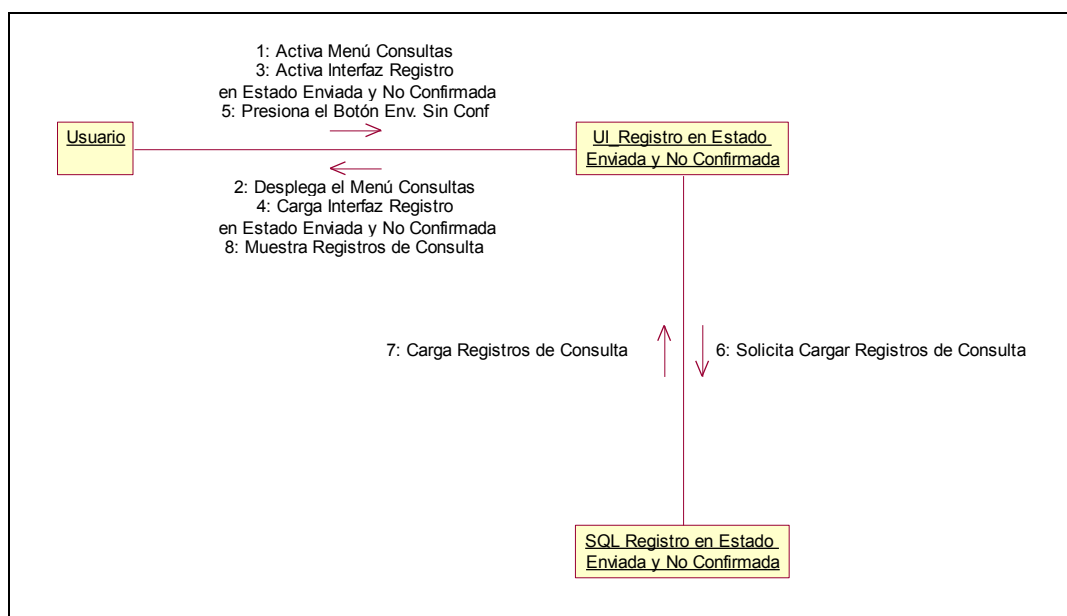 1: Activa Menú Consultas
3: Activa Interfaz Registro
en Estado Enviada y No Confirmada
5: Presiona el Botón Env. Sin Conf
Usuario
UI_Registro en Estado
Enviada y No Confirmada
2: Desplega el Menú Consultas
4: Carga Interfaz Registro
en Estado Enviada y No Confirmada
8: Muestra Registros de Consulta
7: Carga Registros de Consulta
6: Solicita Cargar Registros de Consulta
SQL Registro en Estado
Enviada y No Confirmada